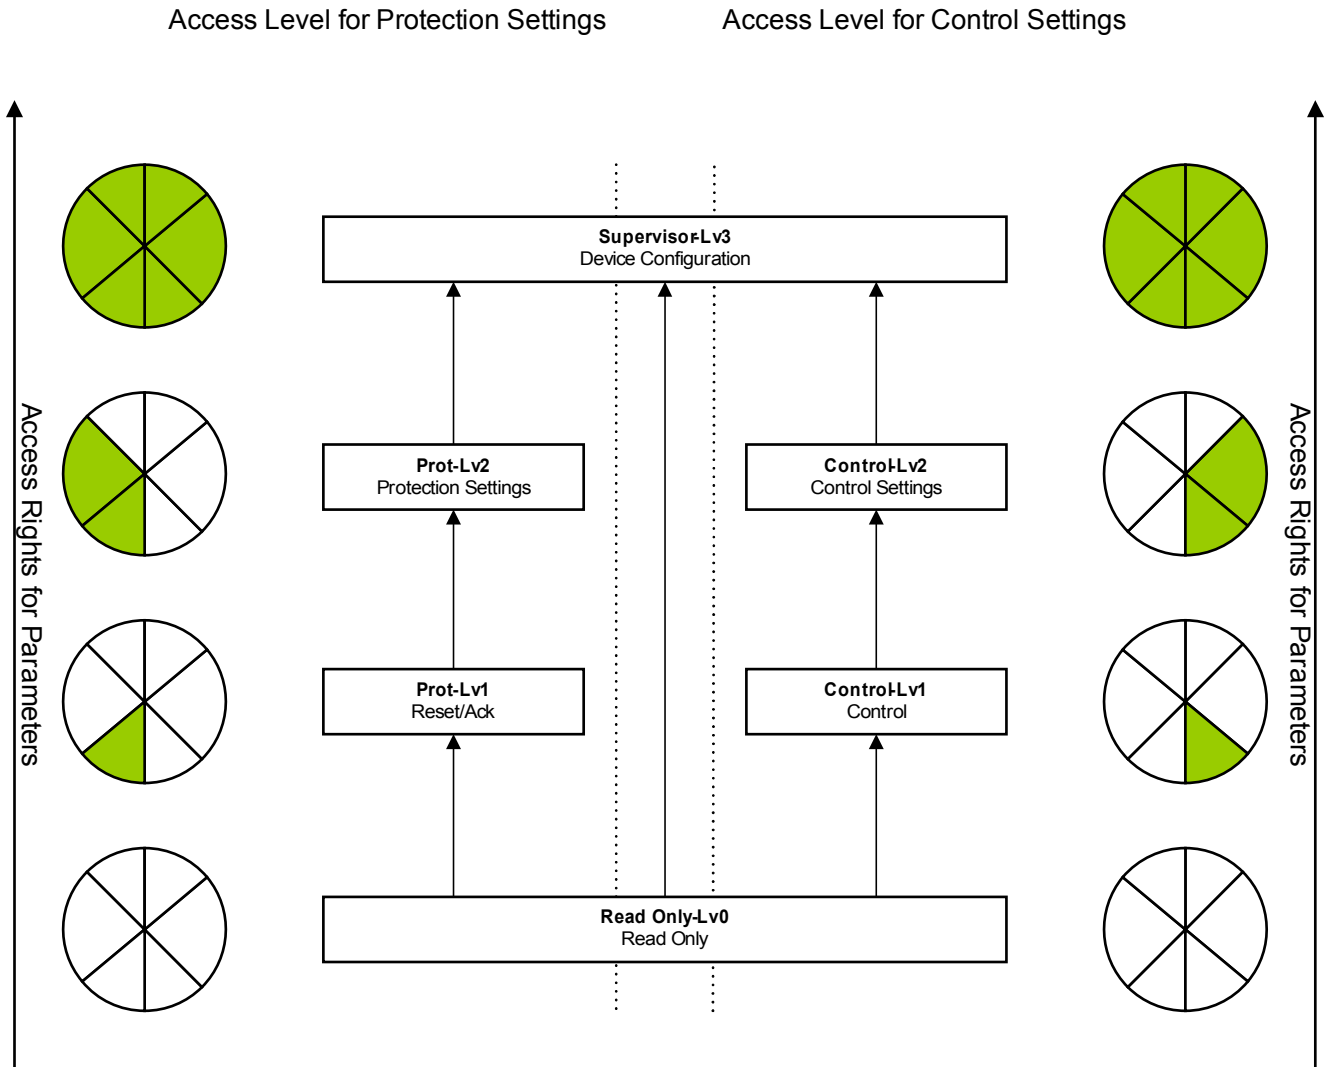 Access Level for Protection Settings
Access Level for Control Settings
Supervisor-Lv3
Device Configuration
Access Rights for Parameters
Access Rights for Parameters
Prot-Lv2
Protection Settings
Control-Lv2
Control Settings
Prot-Lv1
Reset/Ack
Control-Lv1
Control
Read Only-Lv0
Read Only